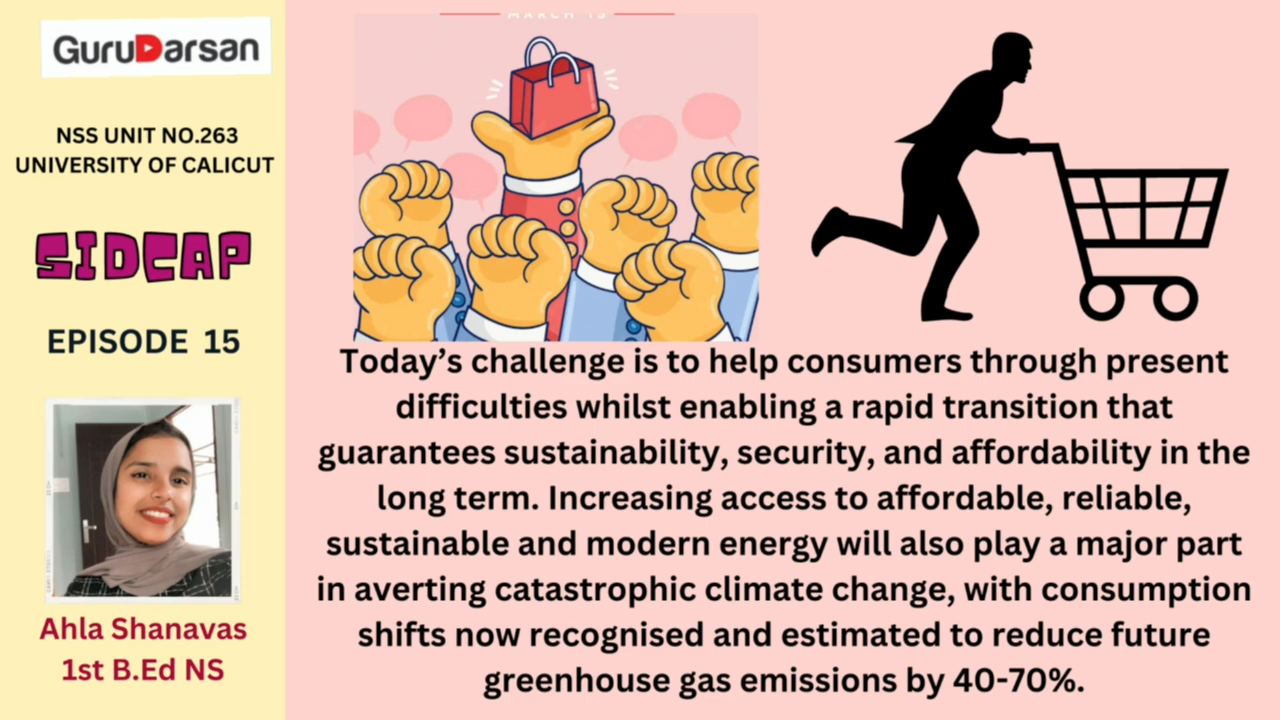 GuruDarsan
NSS UNIT NO.263
UNIVERSITY OF CALICUT
SIDCAP
EPISODE 15
Ahla Shanavas
1st B.Ed NS
MARCH 15
Today's challenge is to help consumers through present
difficulties whilst enabling a rapid transition that
guarantees sustainability, security, and affordability in the
long term. Increasing access to affordable, reliable,
sustainable and modern energy will also play a major part
in averting catastrophic climate change, with consumption
shifts now recognised and estimated to reduce future
greenhouse gas emissions by 40-70%.